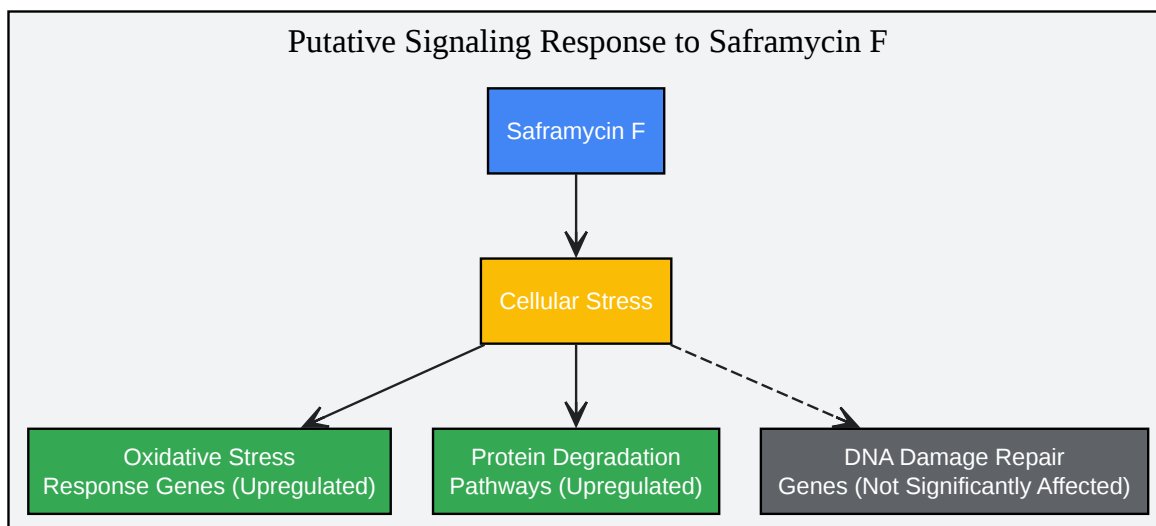 Putative Signaling Response to Saframycin F
Saframycin F
Cellular Stress
Oxidative Stress
Response Genes (Upregulated)
Protein Degradation
Pathways (Upregulated)
DNA Damage Repair
Genes (Not Significantly Affected)